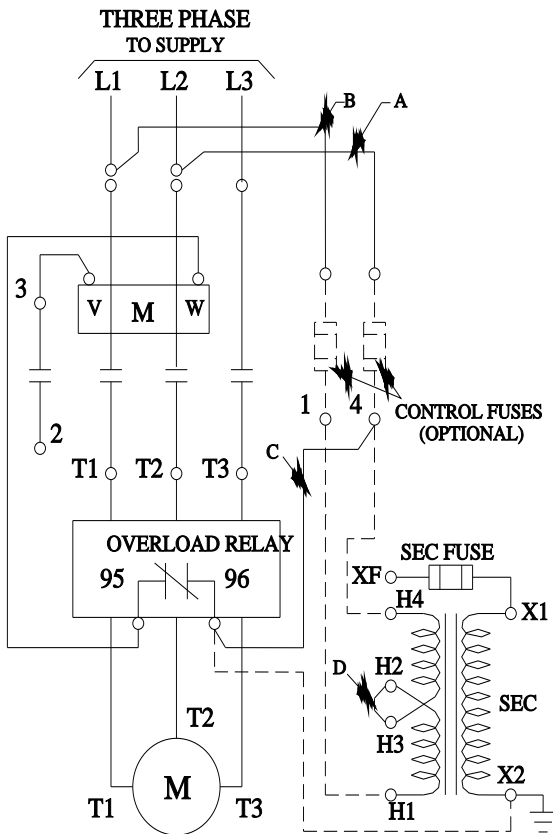 THREE PHASE
TO SUPPLY
L1 L2 L3
B A
3
V M W
2
1 4
CONTROL FUSES
(OPTIONAL)
C
T1 T2 T3
OVERLOAD RELAY
95 96
SEC FUSE
XF
H4 X1
D H2
SEC
H3
T2
X2
M
T1 T3
H1